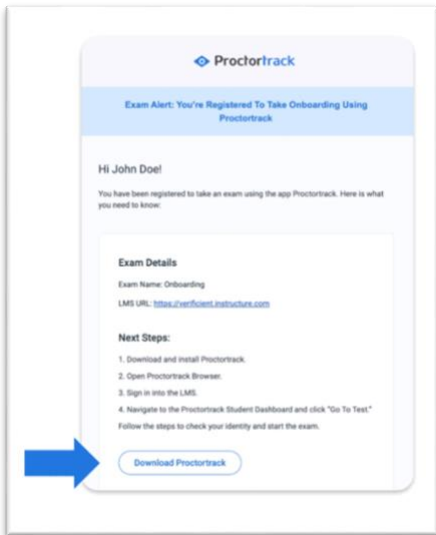 Proctortrack
Exam Alert: You're Registered To Take Onboarding Using
Proctortrack
Hi John Doe!
You have been registered to take an exam using the app Proctortrack. Here is what
you need to know:
Exam Details
Exam Name: Onboarding
LMS URL: https://verificient.instructure.com
Next Steps:
1. Download and install Proctortrack.
2. Open Proctortrack Browser.
3. Sign in into the LMS.
4. Navigate to the Proctortrack Student Dashboard and click "Go To Test."
Follow the steps to check your identity and start the exam.
Download Proctortrack